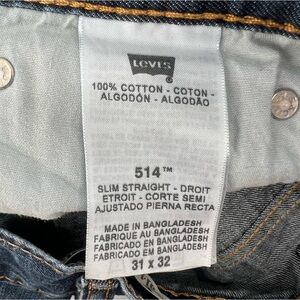 LEVI'S
100% COTTON - COTON -
ALGODÓN - ALGODÃO
514™
SLIM STRAIGHT - DROIT
ETROIT - CORTE SEMI
AJUSTADO PIERNA RECTA
MADE IN BANGLADESH
FABRIQUE AU BANGLADESH
FABRICADO EN BANGLADESH
FABRICADO EM BANGLADESH
31 X 32